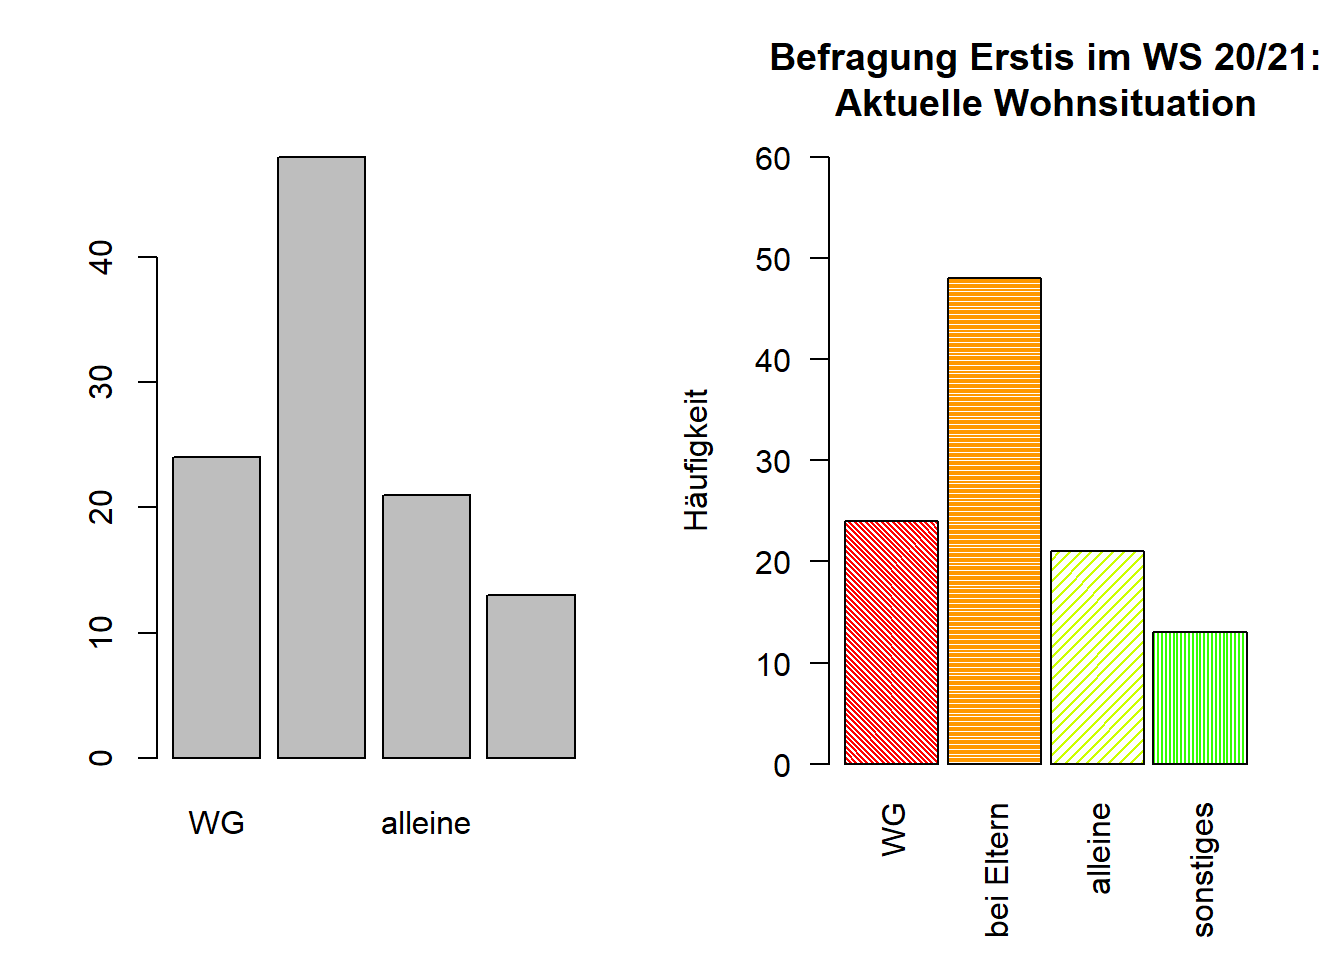 40
30
20
10
0
WG
alleine
Befragung Erstis im WS 20/21:
Aktuelle Wohnsituation
60
50
40
30
20
10
0
Häufigkeit
WG
bei Eltern
alleine
sonstiges